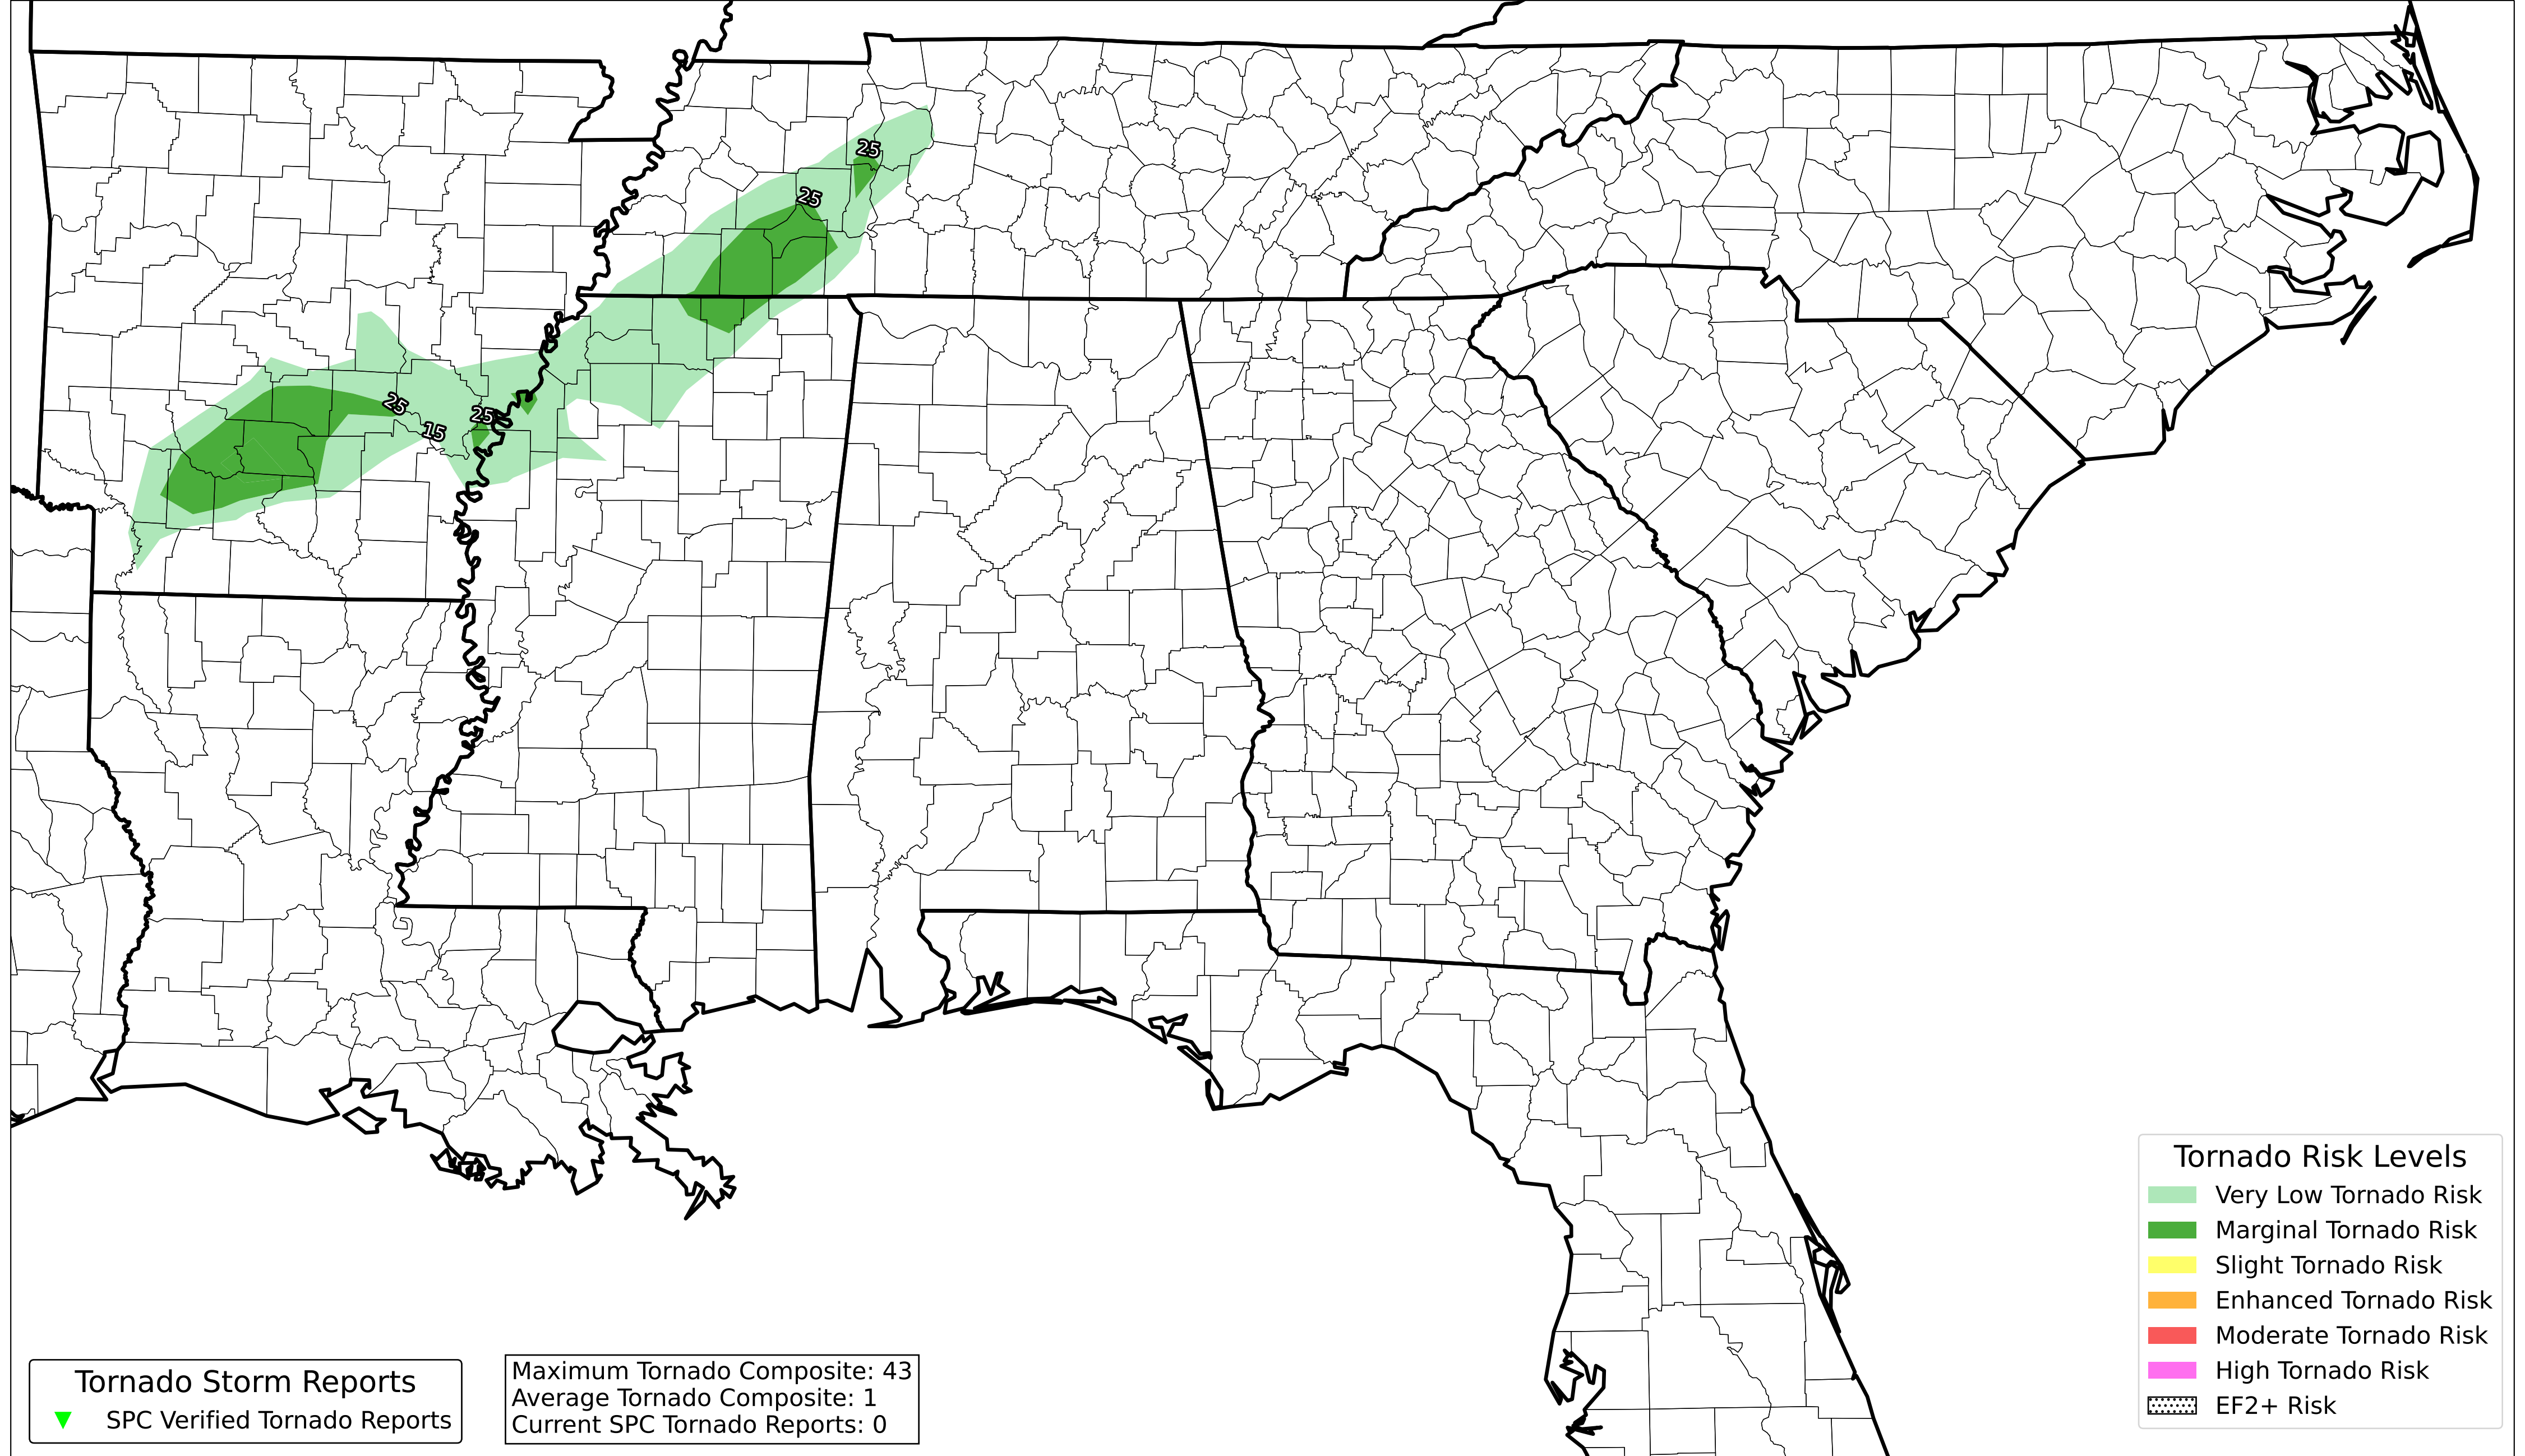 25
25
25
25
15
Tornado Risk Levels
Very Low Tornado Risk
Marginal Tornado Risk
Slight Tornado Risk
Enhanced Tornado Risk
Moderate Tornado Risk
High Tornado Risk
EF2+ Risk
Tornado Storm Reports
SPC Verified Tornado Reports
Maximum Tornado Composite: 43
Average Tornado Composite: 1
Current SPC Tornado Reports: 0